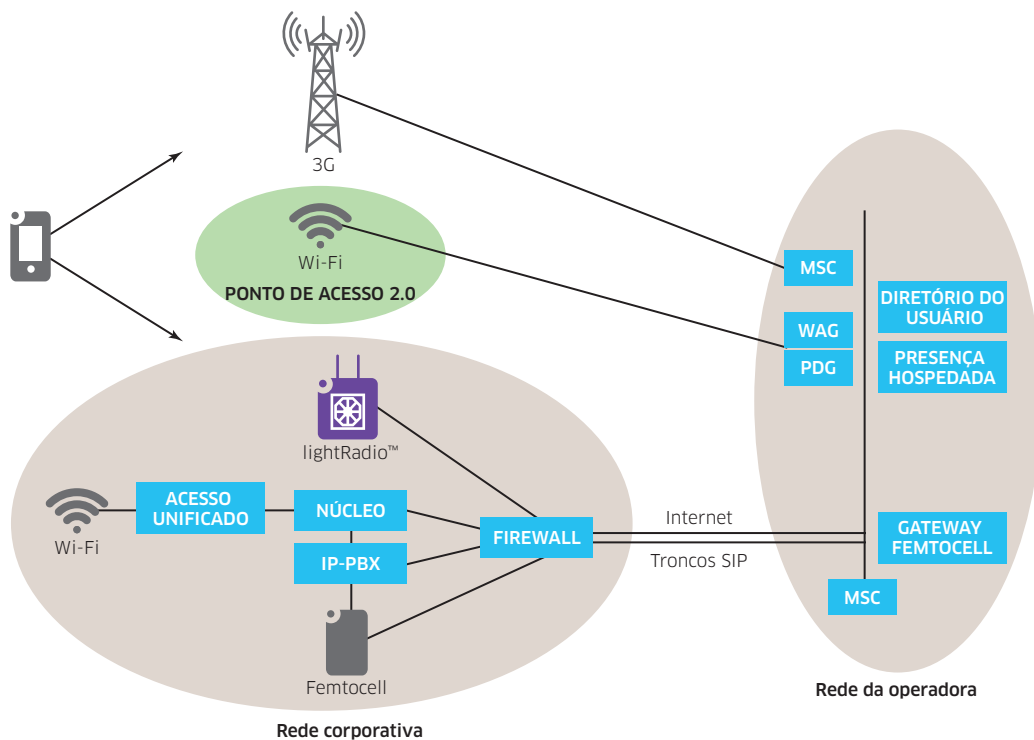 3G
Wi-Fi
PONTO DE ACESSO 2.0
MSC
WAG
PDG
DIRETÓRIO DO
USUÁRIO
PRESENÇA
HOSPEDADA
lightRadio™
Wi-Fi
ACESSO
UNIFICADO
NÚCLEO
IP-PBX
Femtocell
FIREWALL
Internet
Troncos SIP
GATEWAY
FEMTOCELL
MSC
Rede corporativa
Rede da operadora